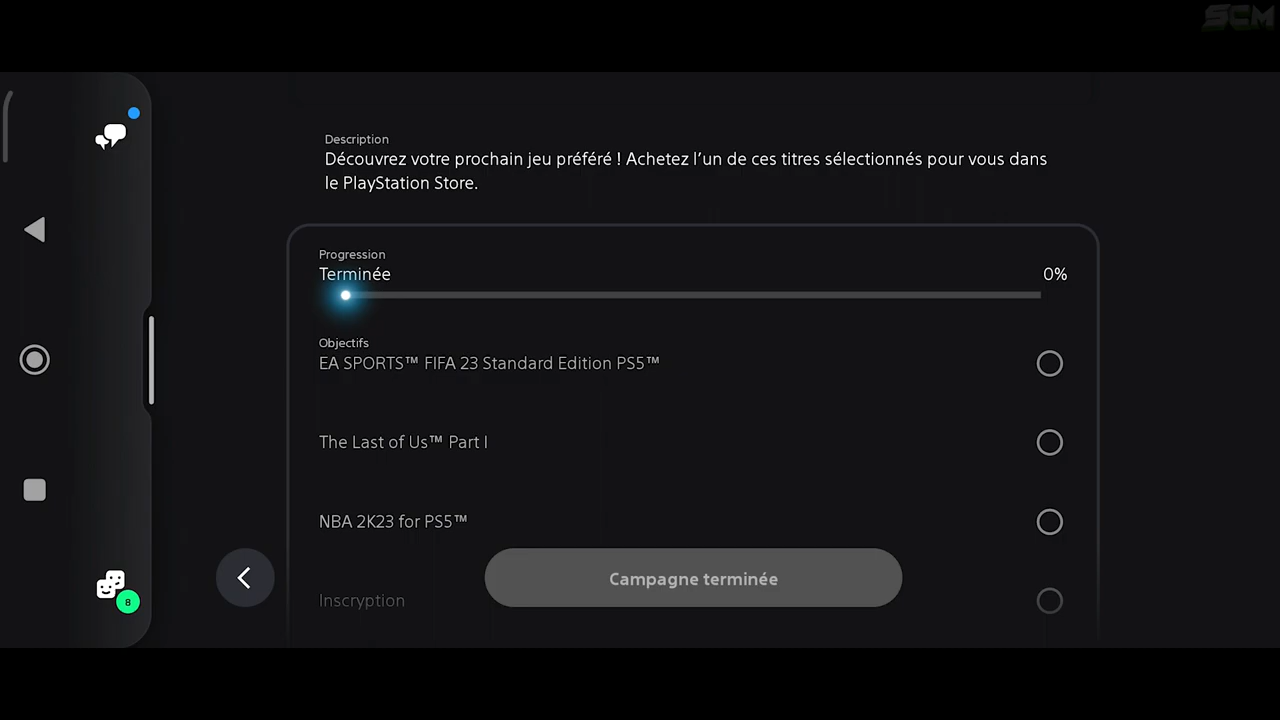 SCM
Description
Découvrez votre prochain jeu préféré ! Achetez l’un de ces titres sélectionnés pour vous dans
le PlayStation Store.
Progression
Terminée
0%
Objectifs
EA SPORTS™ FIFA 23 Standard Edition PS5™
The Last of Us™ Part I
NBA 2K23 for PS5™
Campagne terminée
Inscryption
8